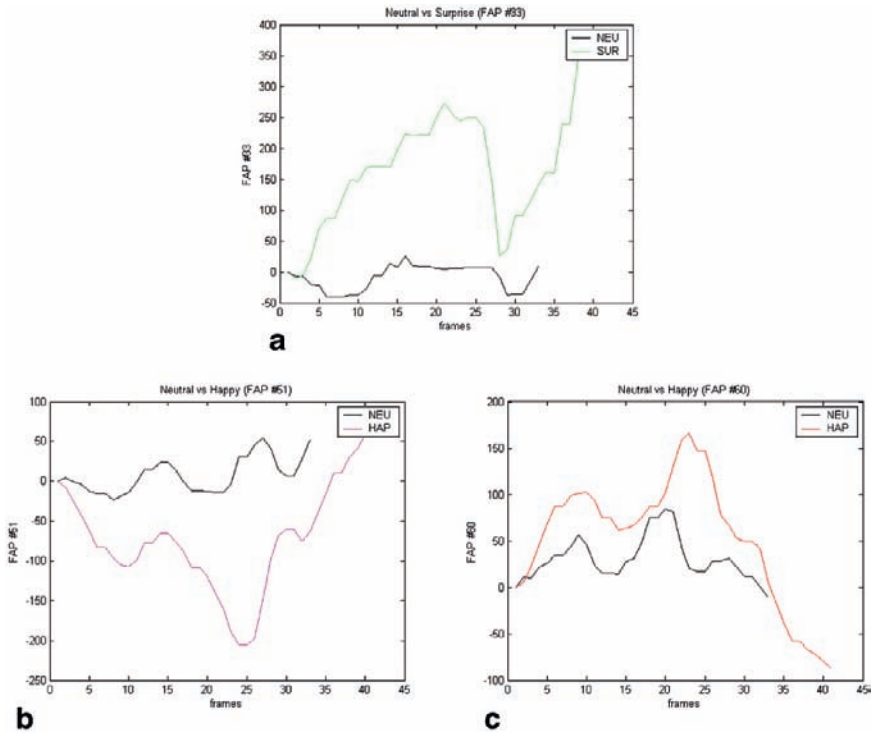 Neutral vs Surprise (FAP #33)
400
350
300
250
200
150
100
50
0
-50
FAP #33
NEU
SUR
0 5 10 15 20 25 30 35 40 45
frames
a
Neutral vs Happy (FAP #51)
100
50
0
-50
-100
-150
-200
-250
FAP #51
NEU
HAP
0 5 10 15 20 25 30 35 40 45
frames
b
Neutral vs Happy (FAP #60)
200
150
100
50
0
-50
-100
FAP #60
NEU
HAP
0 5 10 15 20 25 30 35 40 45
frames
c